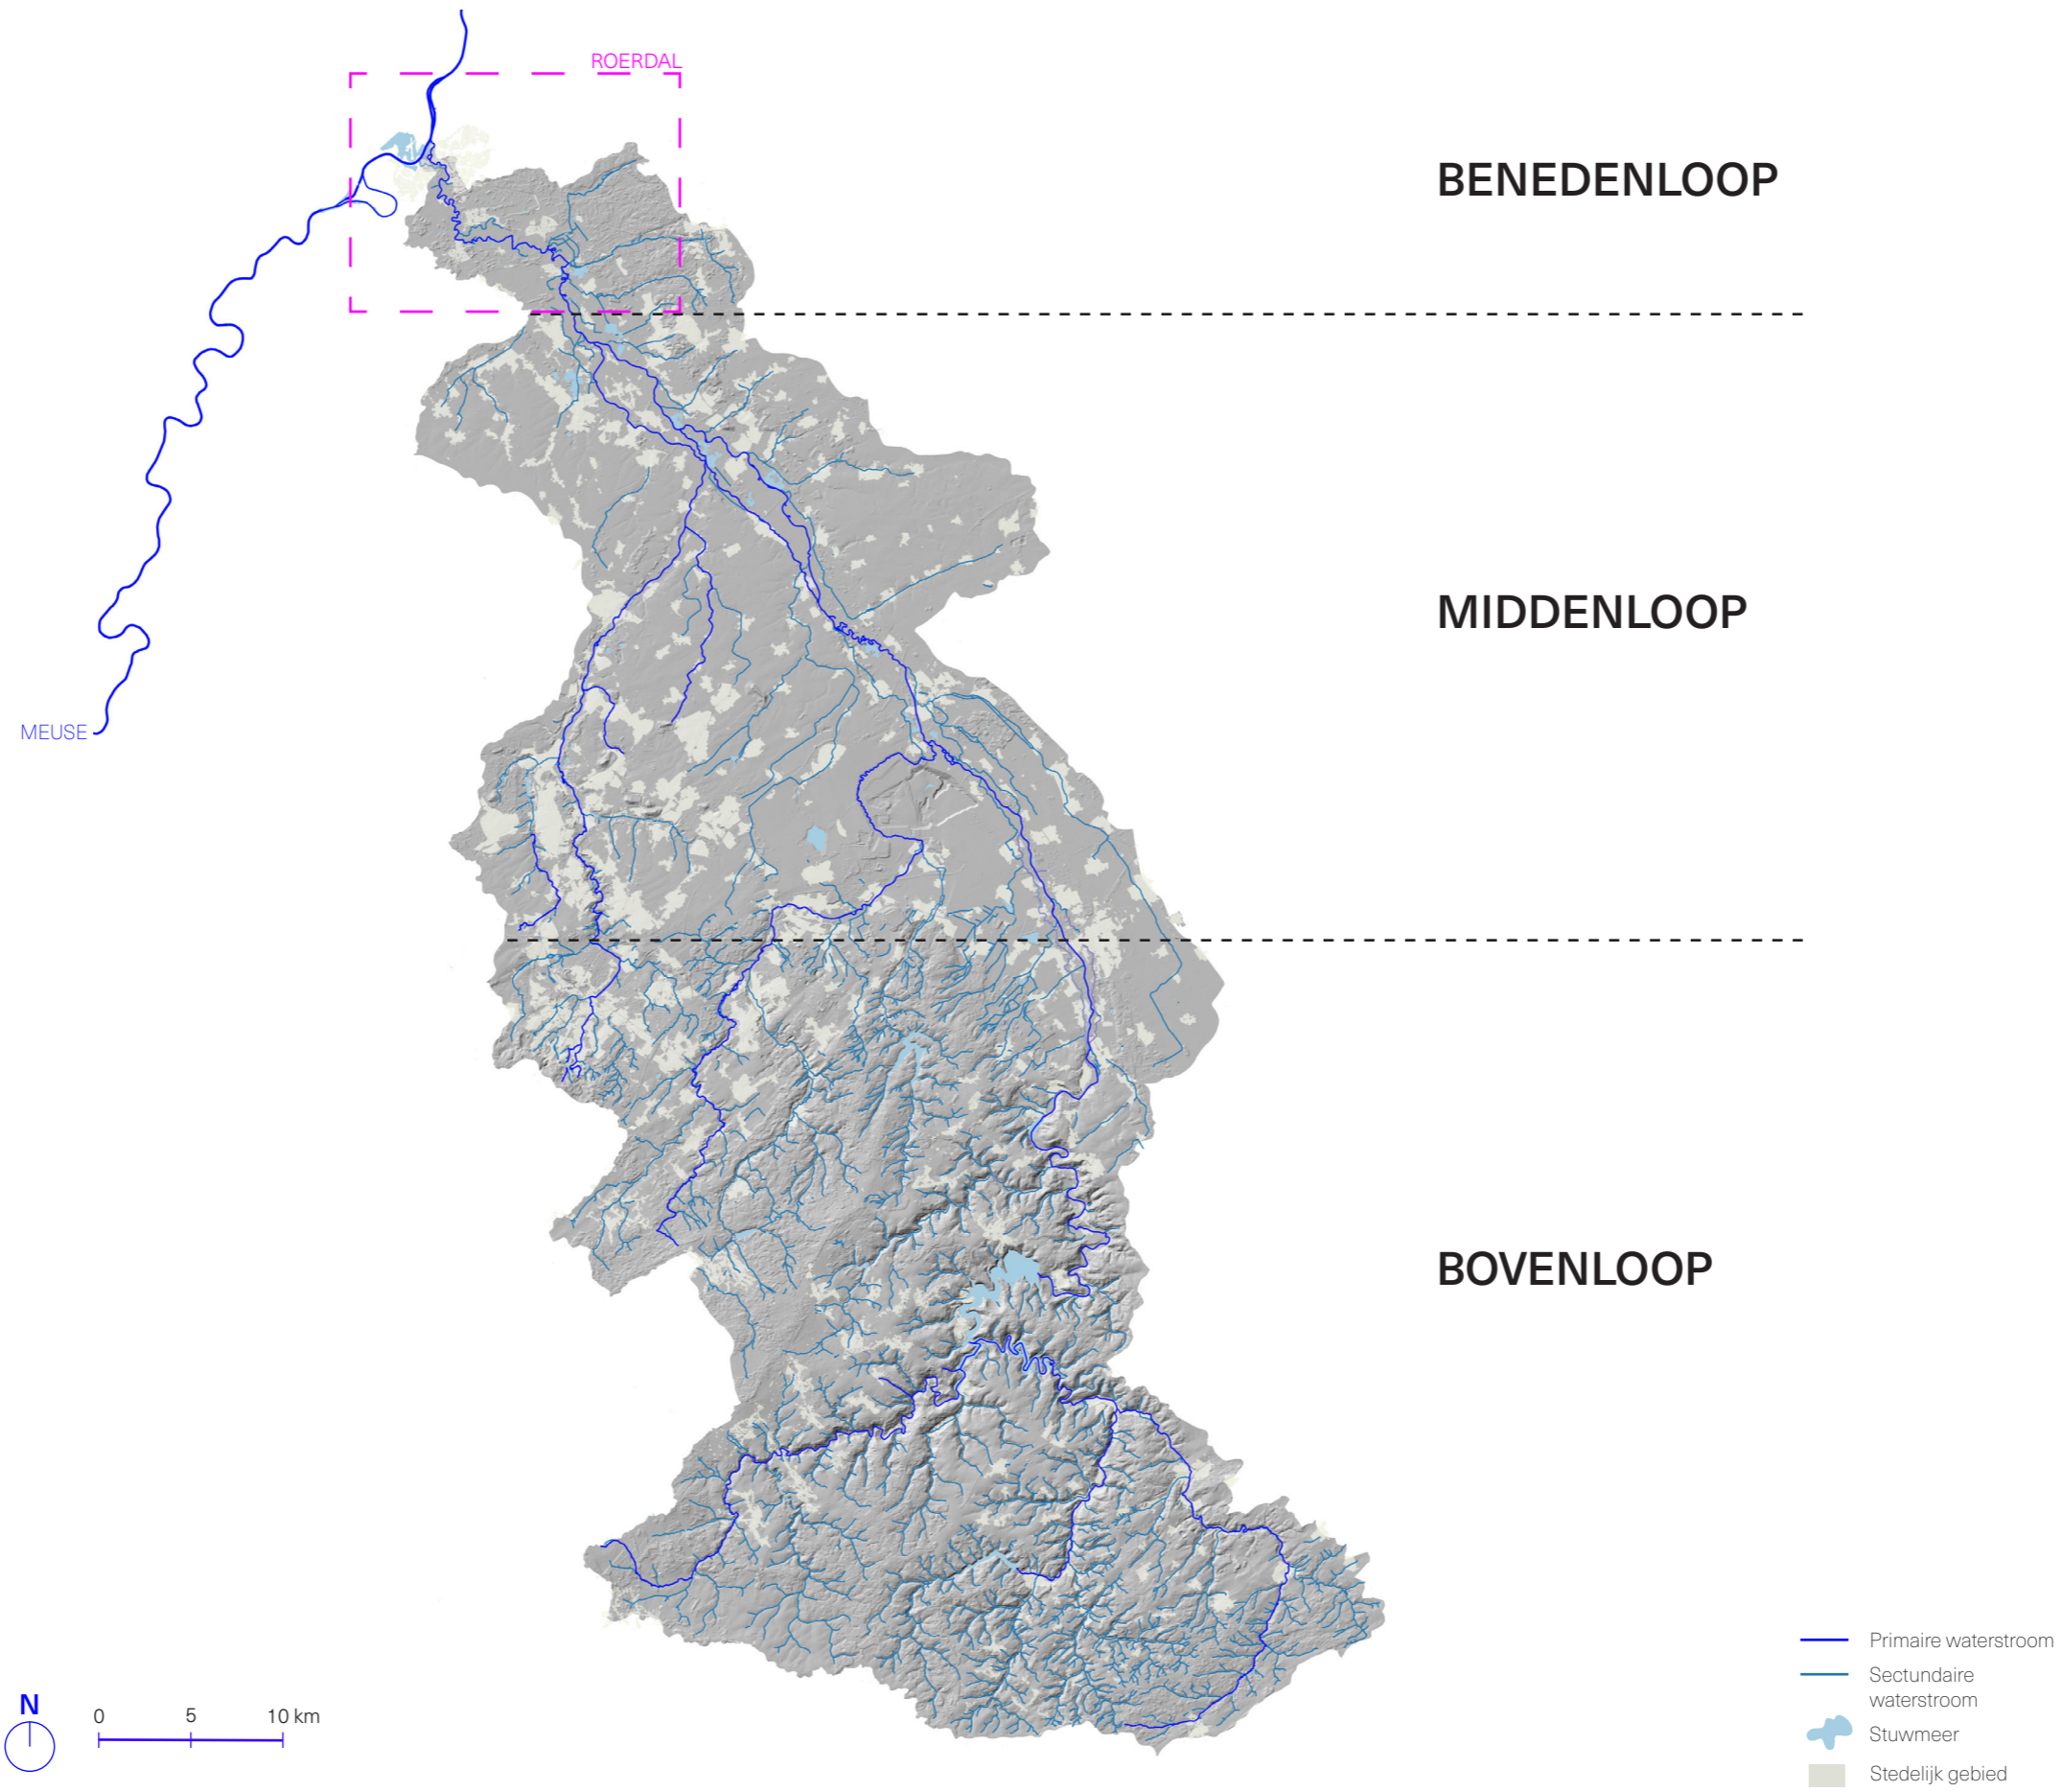 ROERDAL
BENEDENLOOP
MIDDENLOOP
MEUSE
BOVENLOOP
Primaire waterstroom
Sectundaire
waterstroom
Stuwmeer
Stedelijk gebied
N
0 5 10 km